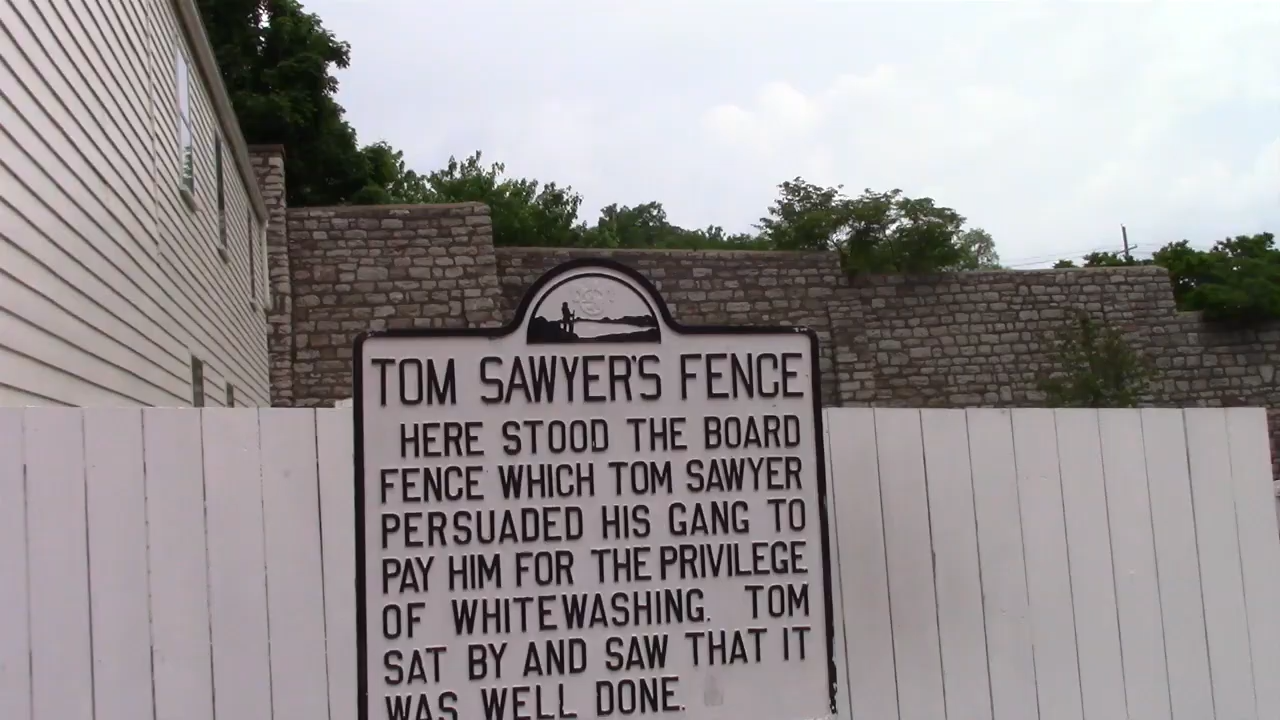 TOM SAWYER'S FENCE
HERE STOOD THE BOARD
FENCE WHICH TOM SAWYER
PERSUADED HIS GANG TO
PAY HIM FOR THE PRIVILEGE
OF WHITEWASHING. TOM
SAT BY AND SAW THAT IT
WAS WELL DONE.